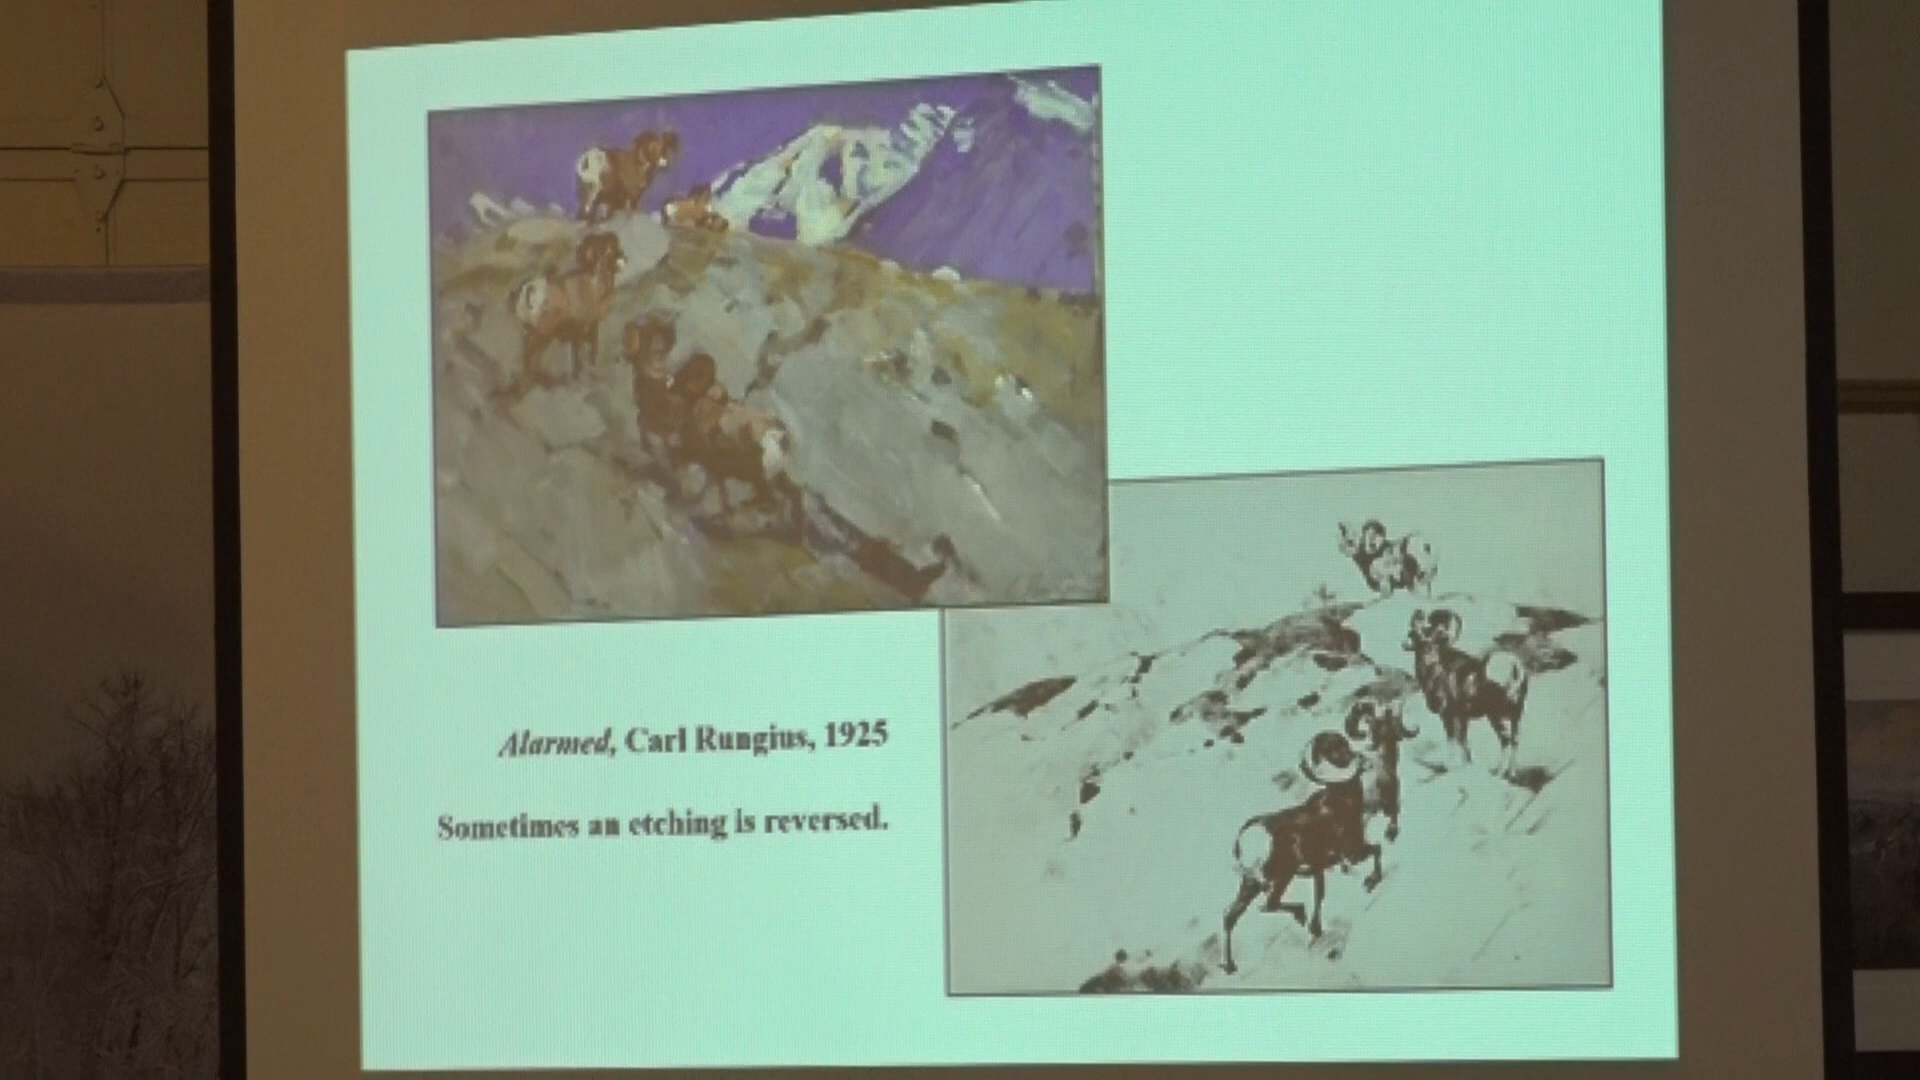 Alarmed, Carl Rungius, 1925
Sometimes an etching is reversed.